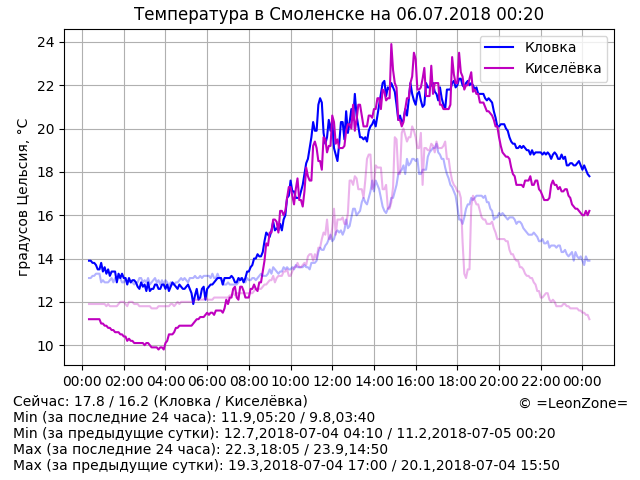 Температура в Смоленске на 06.07.2018 00:20
градусов Цельсия, °C
24
22
20
18
16
14
12
10
Кловка
Киселёвка
00:00 02:00 04:00 06:00 08:00 10:00 12:00 14:00 16:00 18:00 20:00 22:00 00:00
Сейчас: 17.8 / 16.2 (Кловка / Киселёвка)
© =LeonZone=
Min (за последние 24 часа): 11.9,05:20 / 9.8,03:40
Min (за предыдущие сутки): 12.7,2018-07-04 04:10 / 11.2,2018-07-05 00:20
Max (за последние 24 часа): 22.3,18:05 / 23.9,14:50
Max (за предыдущие сутки): 19.3,2018-07-04 17:00 / 20.1,2018-07-04 15:50